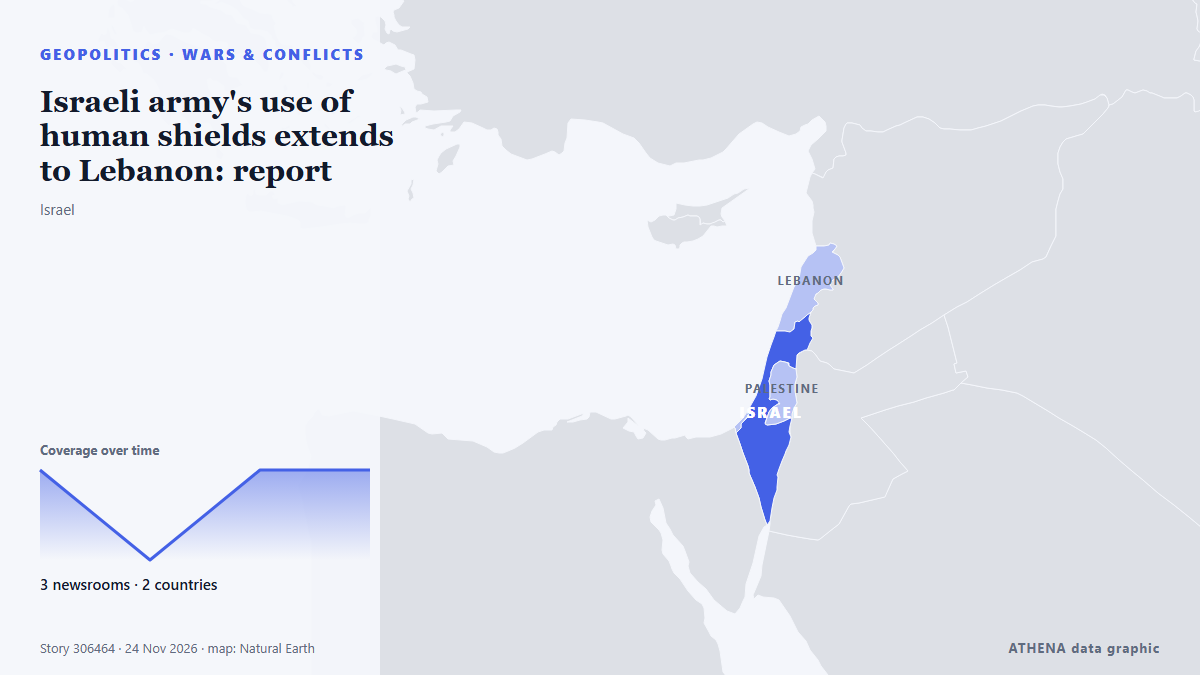 GEOPOLITICS · WARS & CONFLICTS
Israeli army's use of
human shields extends
to Lebanon: report
Israel
LEBANON
PALESTINE
ISRAEL
Coverage over time
3 newsrooms · 2 countries
Story 306464 · 24 Nov 2026 · map: Natural Earth
ATHENA data graphic